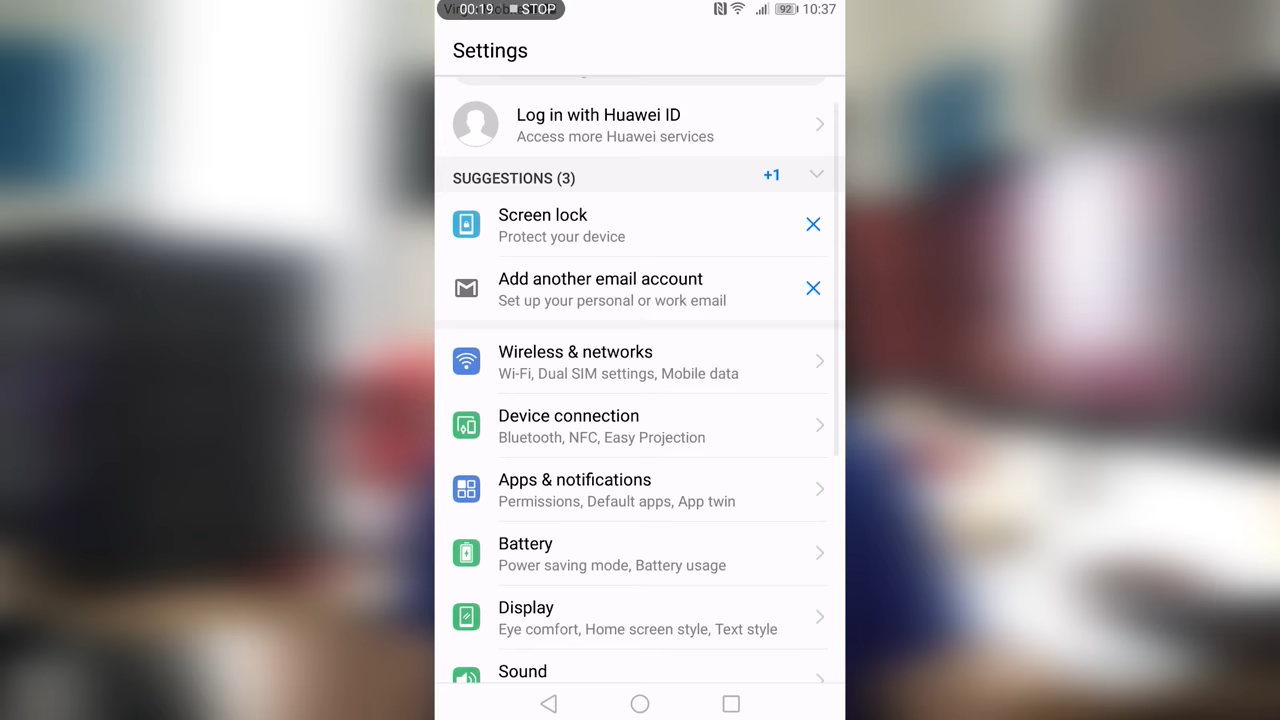 00:19 STOP 92 10:37
Settings
Log in with Huawei ID
Access more Huawei services
SUGGESTIONS (3) +1
Screen lock
Protect your device
Add another email account
Set up your personal or work email
Wireless & networks
Wi-Fi, Dual SIM settings, Mobile data
Device connection
Bluetooth, NFC, Easy Projection
Apps & notifications
Permissions, Default apps, App twin
Battery
Power saving mode, Battery usage
Display
Eye comfort, Home screen style, Text style
Sound